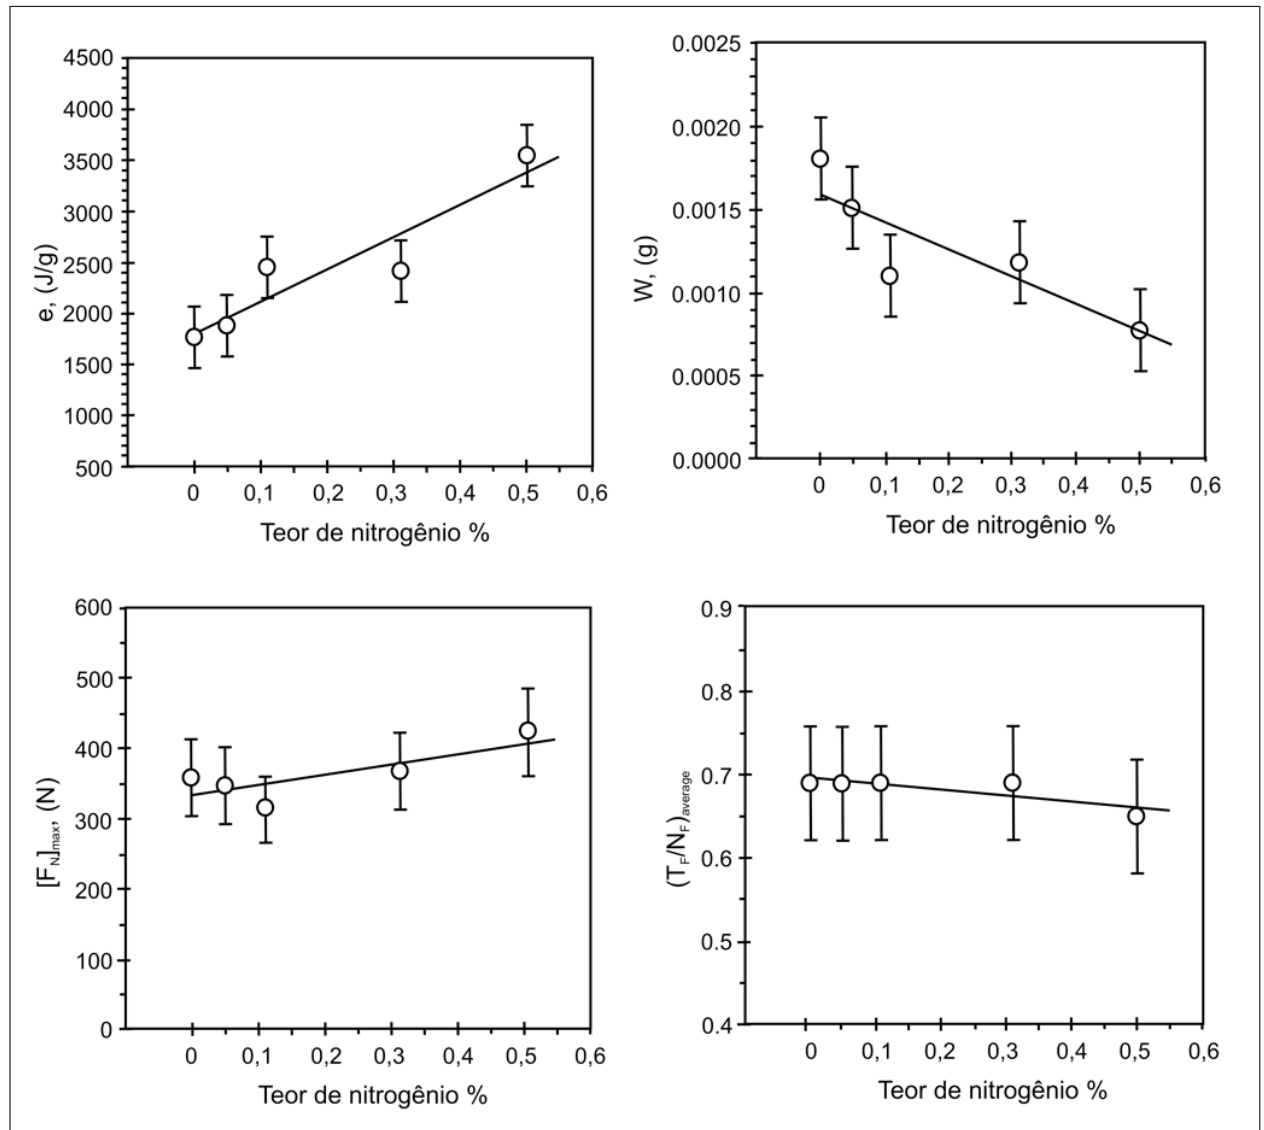 4500
4000
3500
3000
2500
2000
1500
1000
500
e, (J/g)
0 0,1 0,2 0,3 0,4 0,5 0,6
Teor de nitrogênio %
0.0025
0.0020
0.0015
0.0010
0.0005
0.0000
W, (g)
0 0,1 0,2 0,3 0,4 0,5 0,6
Teor de nitrogênio %
600
500
400
300
200
100
0
[F_N]_max, (N)
0 0,1 0,2 0,3 0,4 0,5 0,6
Teor de nitrogênio %
0.9
0.8
0.7
0.6
0.5
0.4
(T_F/N_F)_average
0 0,1 0,2 0,3 0,4 0,5 0,6
Teor de nitrogênio %